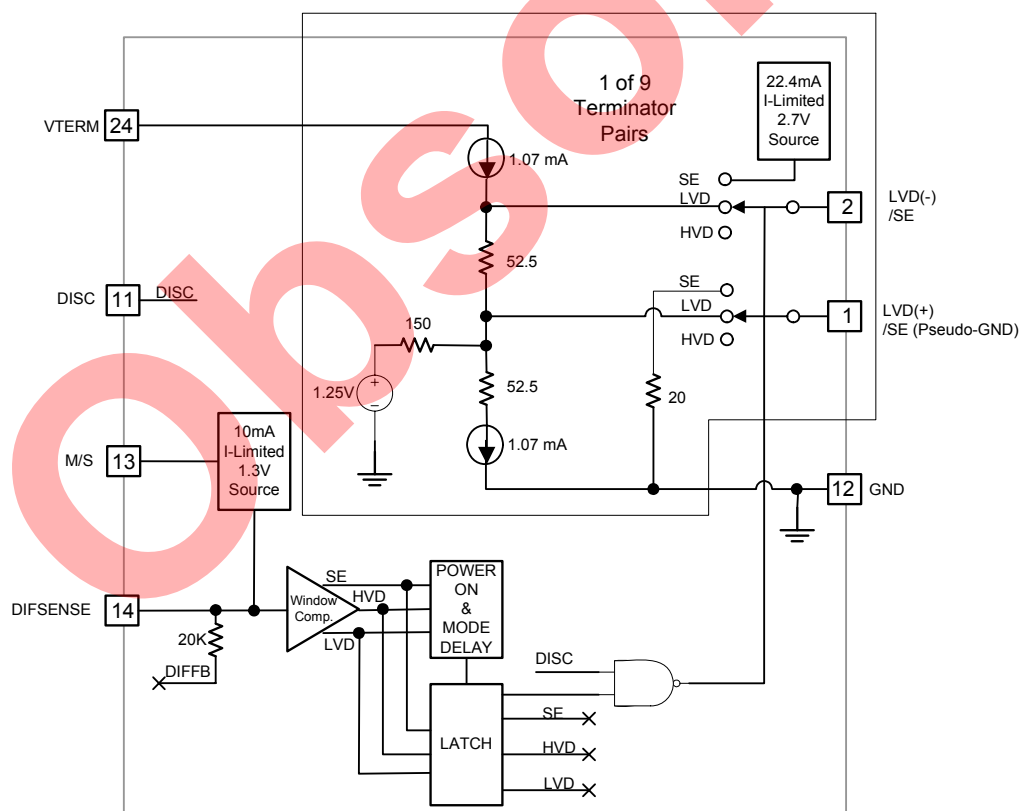 Obsol
1 of 9
Terminator
Pairs
22.4mA
I-Limited
2.7V
Source
VTERM
24
1.07 mA
SE
LVD
HVD
2
LVD(-)
/SE
52.5
DISC
11
DISC
SE
LVD
HVD
1
LVD(+)
/SE (Pseudo-GND)
150
1.25V
+
−
52.5
20
1.07 mA
M/S
13
10mA
I-Limited
1.3V
Source
12
GND
DIFSENSE
14
20K
DIFFB
Window
Comp.
SE
HVD
LVD
POWER
ON
&
MODE
DELAY
DISC
LATCH
SE
HVD
LVD